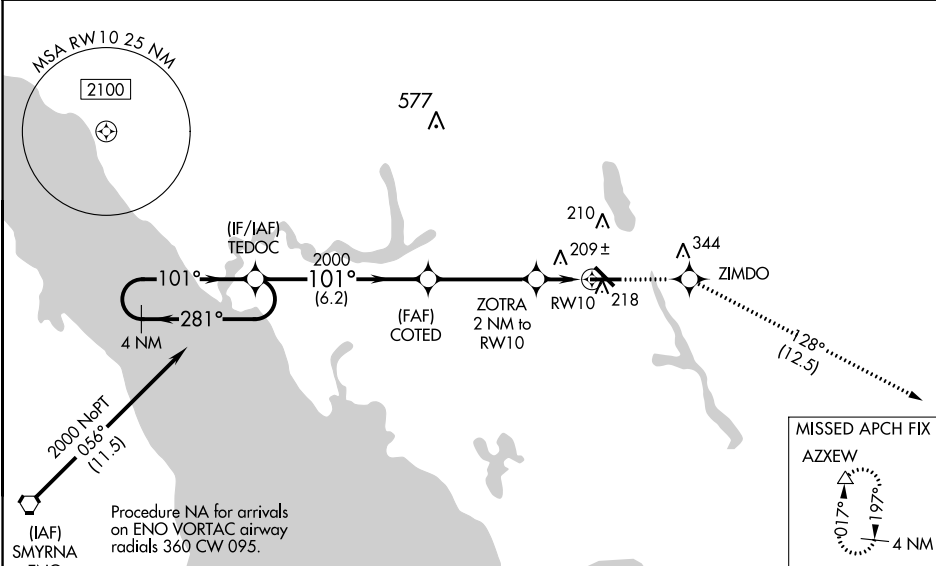 MSA RW10 25 NM
2100
577
(IF/IAF)
TEDOC
210
209 ±
344
101°
2000
101°
(6.2)
ZIMDO
RW10
218
281°
4 NM
(FAF)
COTED
ZOTRA
2 NM to
RW10
128°
(12.5)
2000 NoPT
056°
(11.5)
MISSED APCH FIX
AZXEW
017°
197°
4 NM
Procedure NA for arrivals
on ENO VORTAC airway
radials 360 CW 095.
(IAF)
SMYRNA